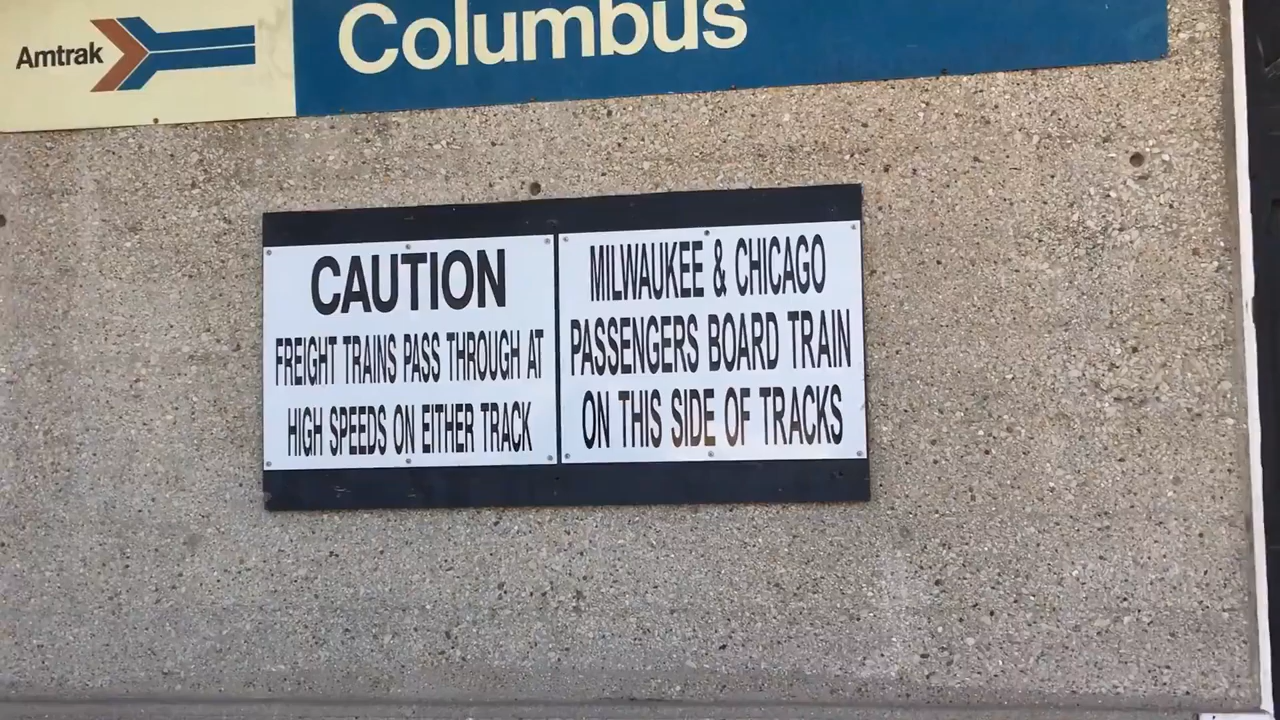 Amtrak
Columbus
CAUTION
FREIGHT TRAINS PASS THROUGH AT
HIGH SPEEDS ON EITHER TRACK
MILWAUKEE & CHICAGO
PASSENGERS BOARD TRAIN
ON THIS SIDE OF TRACKS